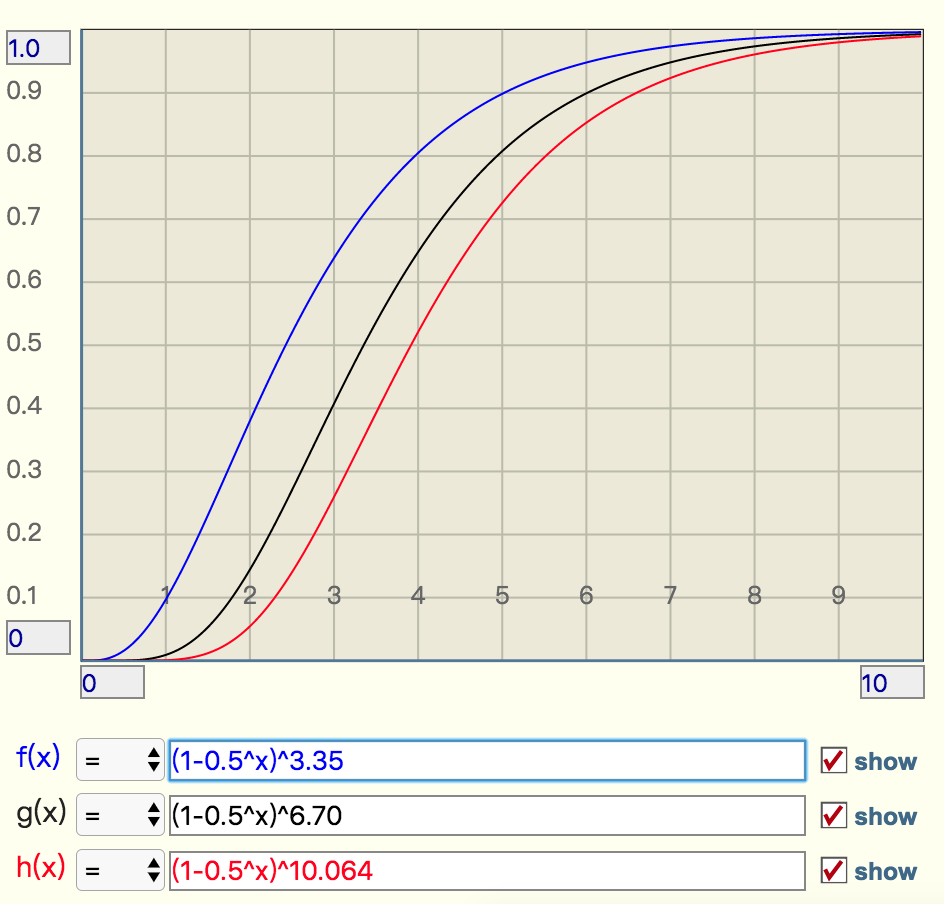 1.0
0.9
0.8
0.7
0.6
0.5
0.4
0.3
0.2
0.1 1 2 3 4 5 6 7 8 9
0
0 10
f(x) = (1-0.5^x)^3.35 show
g(x) = (1-0.5^x)^6.70 show
h(x) = (1-0.5^x)^10.064 show